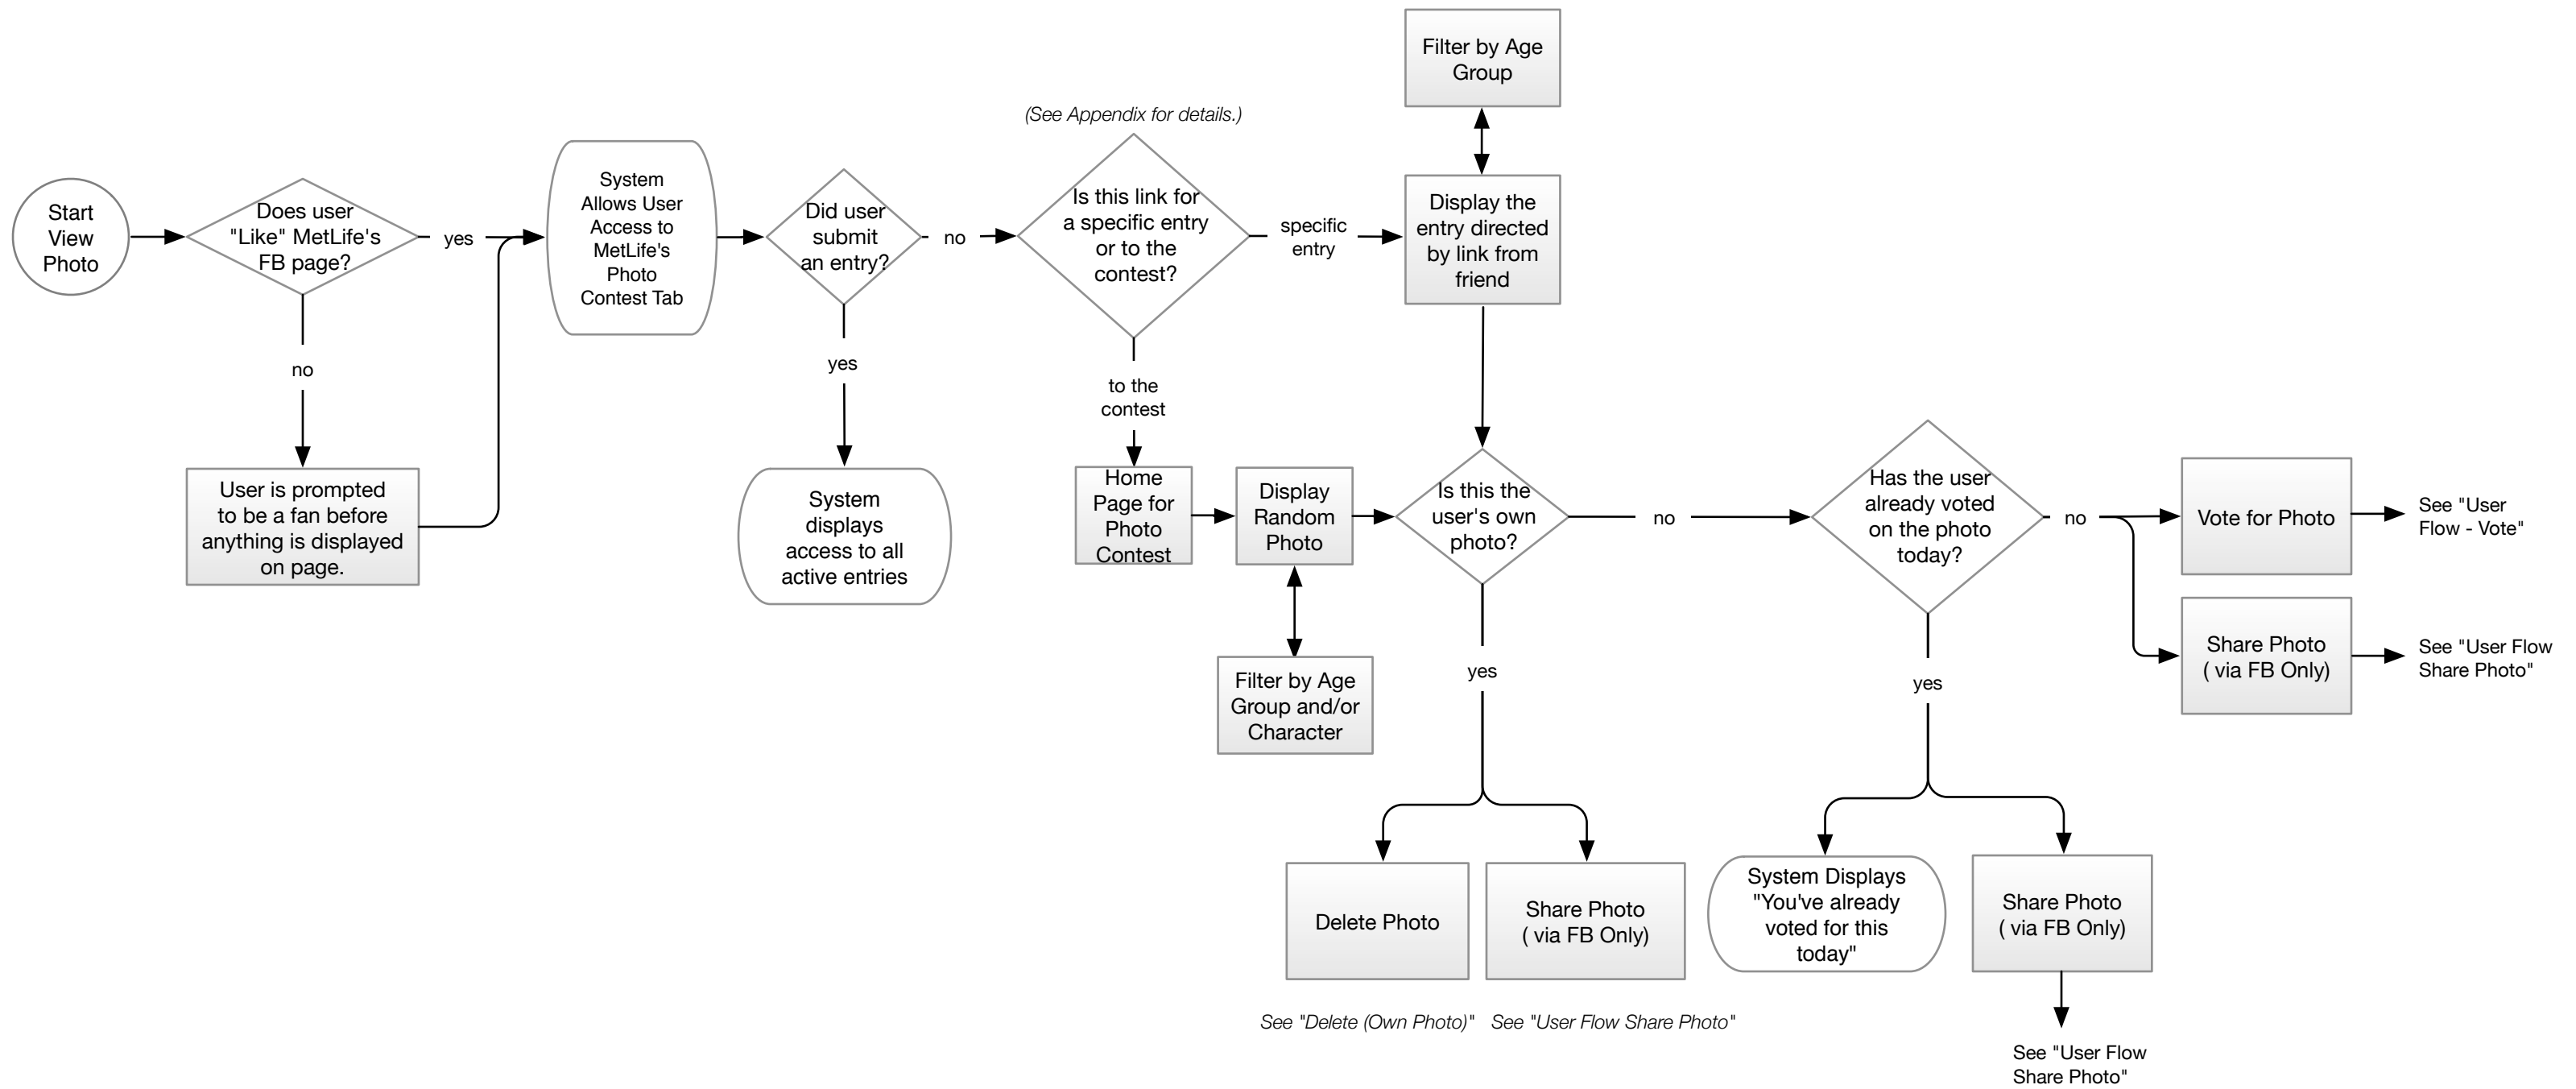 Start
View
Photo
Does user
"Like" MetLife's
FB page?
yes
no
User is prompted
to be a fan before
anything is displayed
on page.
System
Allows User
Access to
MetLife's
Photo
Contest Tab
Did user
submit
an entry?
no
yes
System
displays
access to all
active entries
(See Appendix for details.)
Is this link for
a specific entry
or to the
contest?
specific
entry
to the
contest
Filter by Age
Group
Display the
entry directed
by link from
friend
Home
Page for
Photo
Contest
Display
Random
Photo
Filter by Age
Group and/or
Character
Is this the
user's own
photo?
no
yes
Delete Photo
See "Delete (Own Photo)"
Share Photo
( via FB Only)
See "User Flow Share Photo"
Has the user
already voted
on the photo
today?
no
yes
System Displays
"You've already
voted for this
today"
Share Photo
( via FB Only)
See "User Flow
Share Photo"
Vote for Photo
See "User
Flow - Vote"
Share Photo
( via FB Only)
See "User Flow
Share Photo"